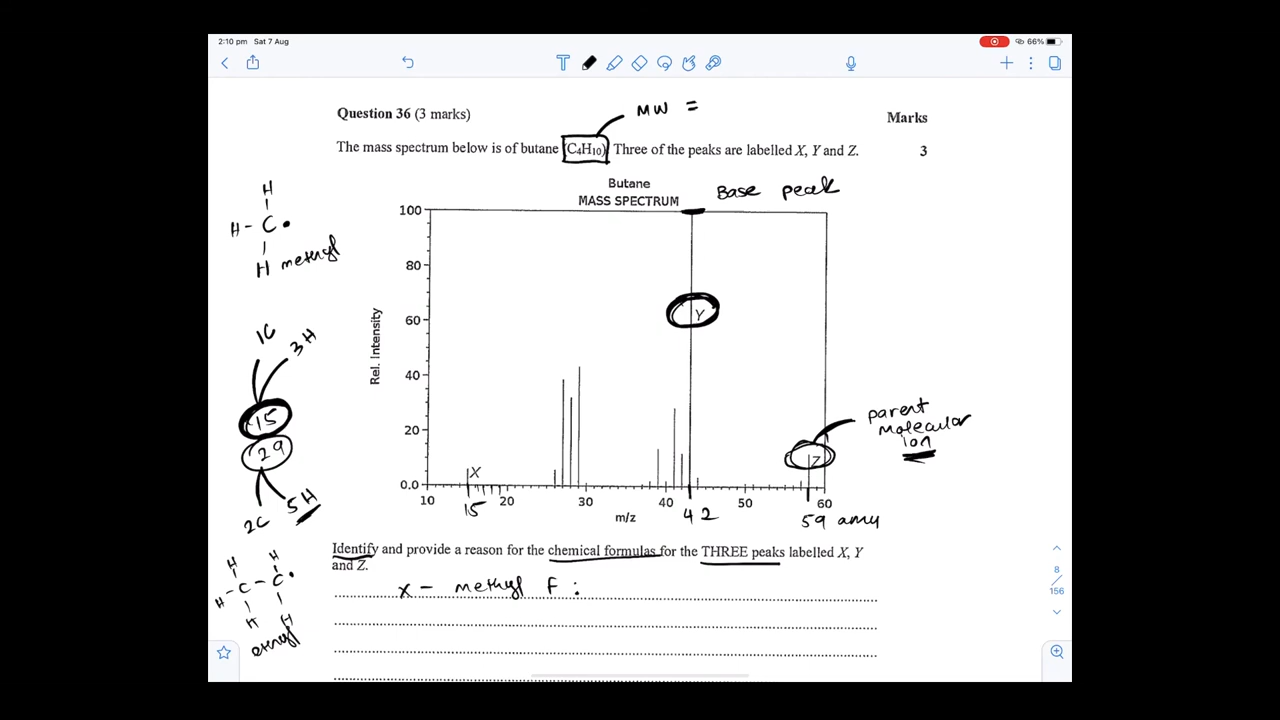 2:10 pm Sat 7 Aug
66%
Question 36 (3 marks)
MW =
Marks
The mass spectrum below is of butane (C₄H₁₀). Three of the peaks are labelled X, Y and Z.
3
Butane
MASS SPECTRUM
Base peak
H
H - C •
H methyl
1C
3H
15
29
2C
5H
H H
H - C - C •
H H
ethyl
Rel. Intensity
100
80
60
40
20
0.0
X
Y
Z
parent
molecular
ion
10 20 30 40 50 60
15
42
59 amu
m/z
Identify and provide a reason for the chemical formulas for the THREE peaks labelled X, Y
and Z.
X - methyl F :
8
156